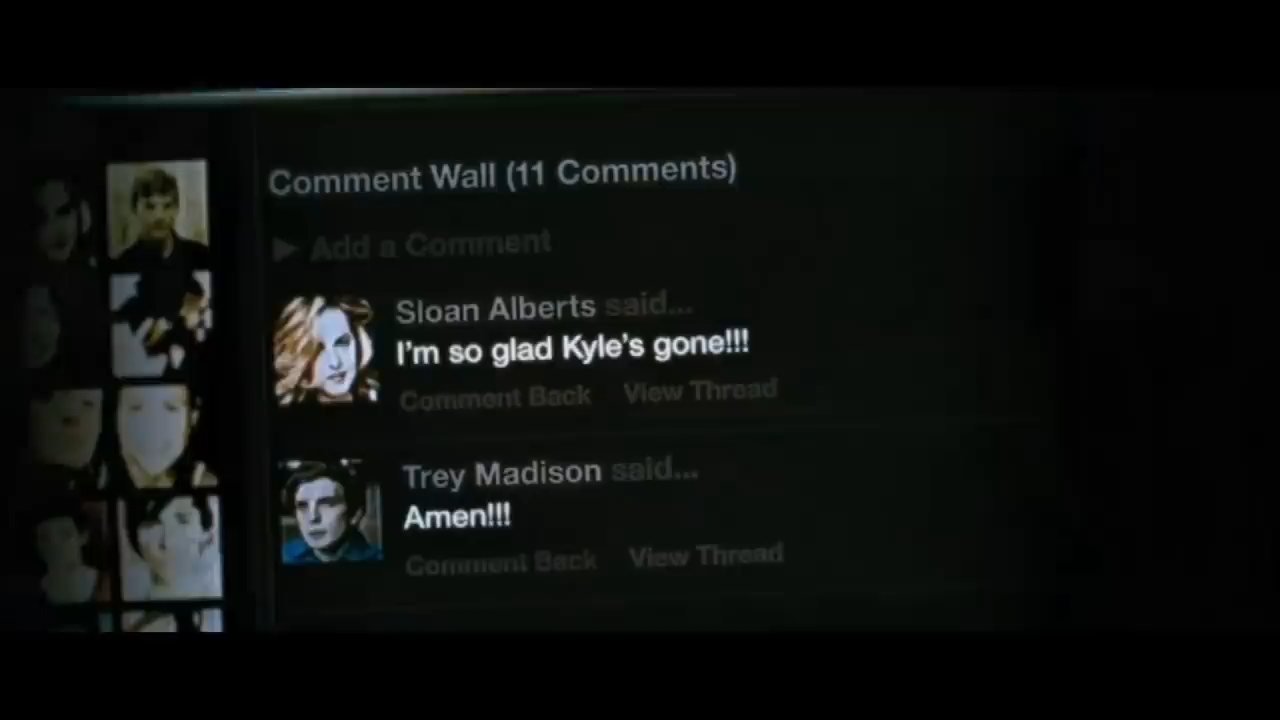 Comment Wall (11 Comments)
▶ Add a Comment
Sloan Alberts said...
I'm so glad Kyle's gone!!!
Comment Back View Thread
Trey Madison said...
Amen!!!
Comment Back View Thread